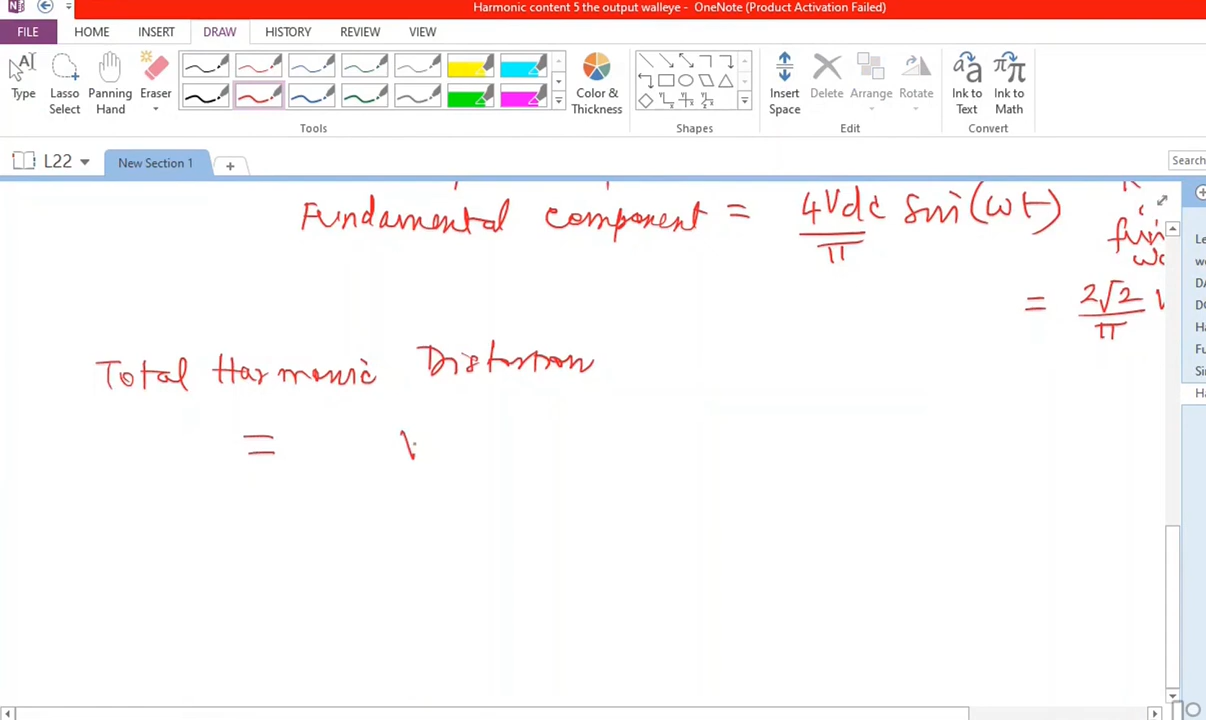 Harmonic content 5 the output walleye - OneNote (Product Activation Failed)
FILE HOME INSERT DRAW HISTORY REVIEW VIEW
Type Lasso Select Panning Hand Eraser Color & Thickness Insert Space Delete Arrange Rotate Ink to Text Ink to Math
Tools Shapes Edit Convert
L22 New Section 1 Search
Fundamental component = 4Vdc/π sin(ωt)
= 2√2/π
Total Harmonic Distortion
=